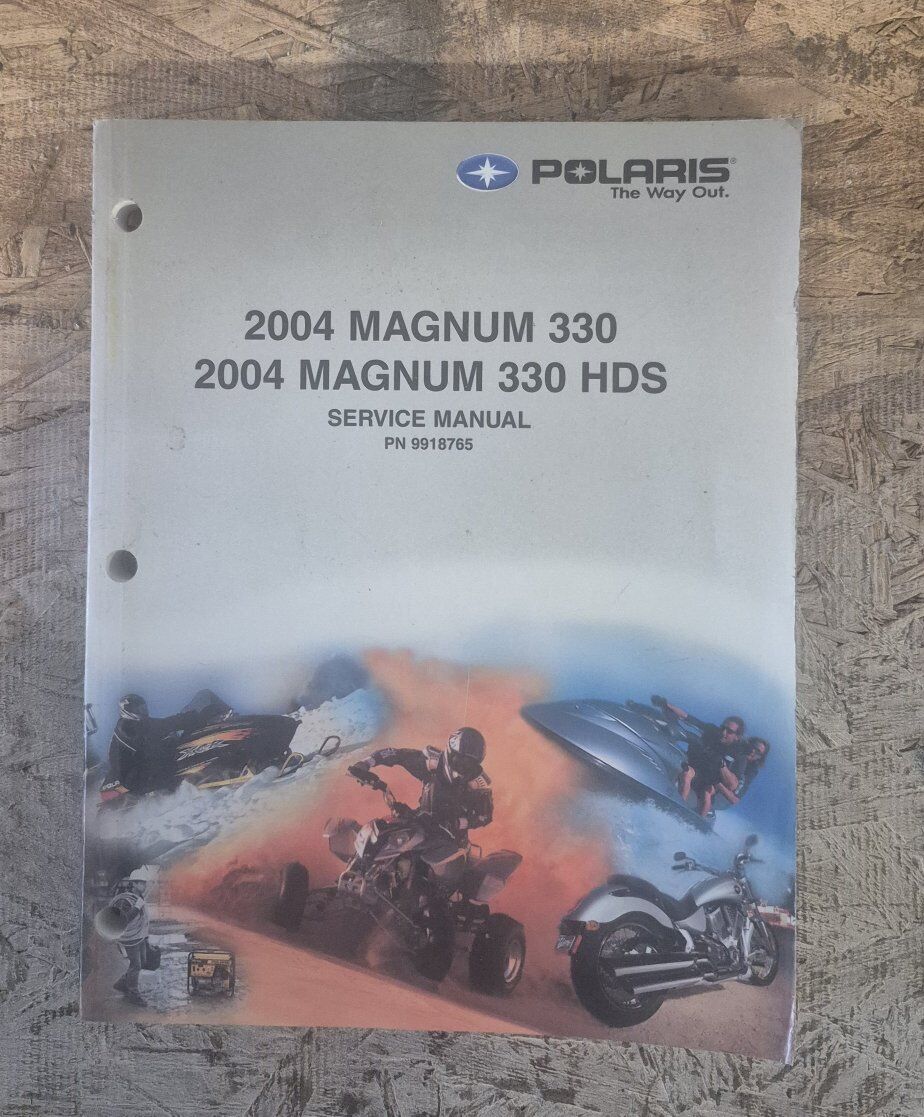 POLARIS®
The Way Out.
2004 MAGNUM 330
2004 MAGNUM 330 HDS
SERVICE MANUAL
PN 9918765